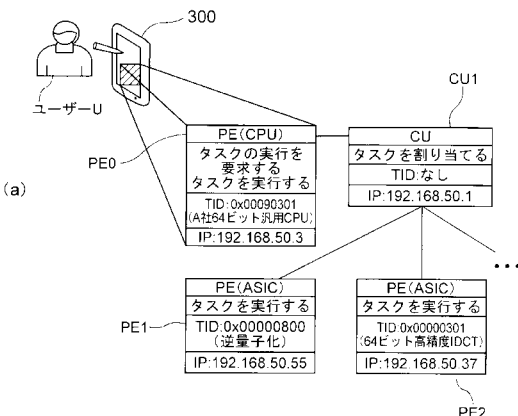 300
ユーザーU
CU1
PE0
PE(CPU)
タスクの実行を
要求する
タスクを実行する
TID:0x00090301
(A社64ビット汎用CPU)
IP:192.168.50.3
CU
タスクを割り当てる
TID:なし
IP:192.168.50.1
(a)
•••
PE1
PE(ASIC)
タスクを実行する
TID:0x00000800
(逆量子化)
IP:192.168.50.55
PE(ASIC)
タスクを実行する
TID:0x00000301
(64ビット高精度IDCT)
IP:192.168.50.37
PE2